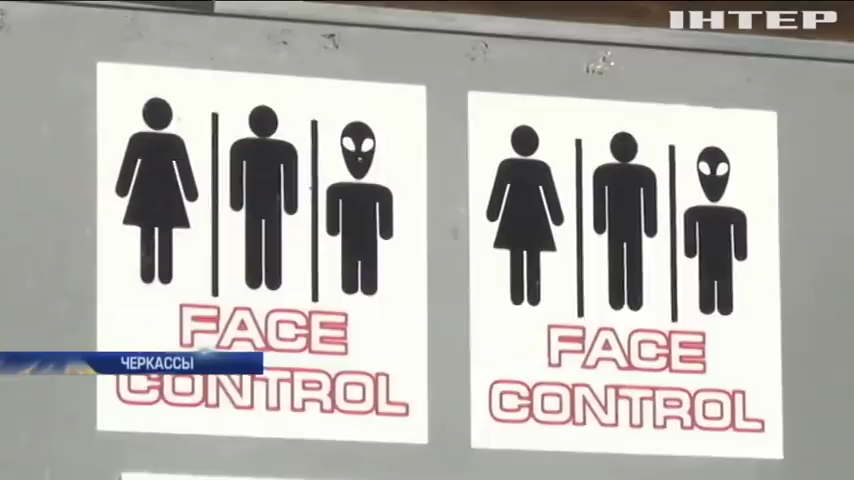 ІНТЕР
FACE
CONTROL
FACE
CONTROL
ЧЕРКАССЫ